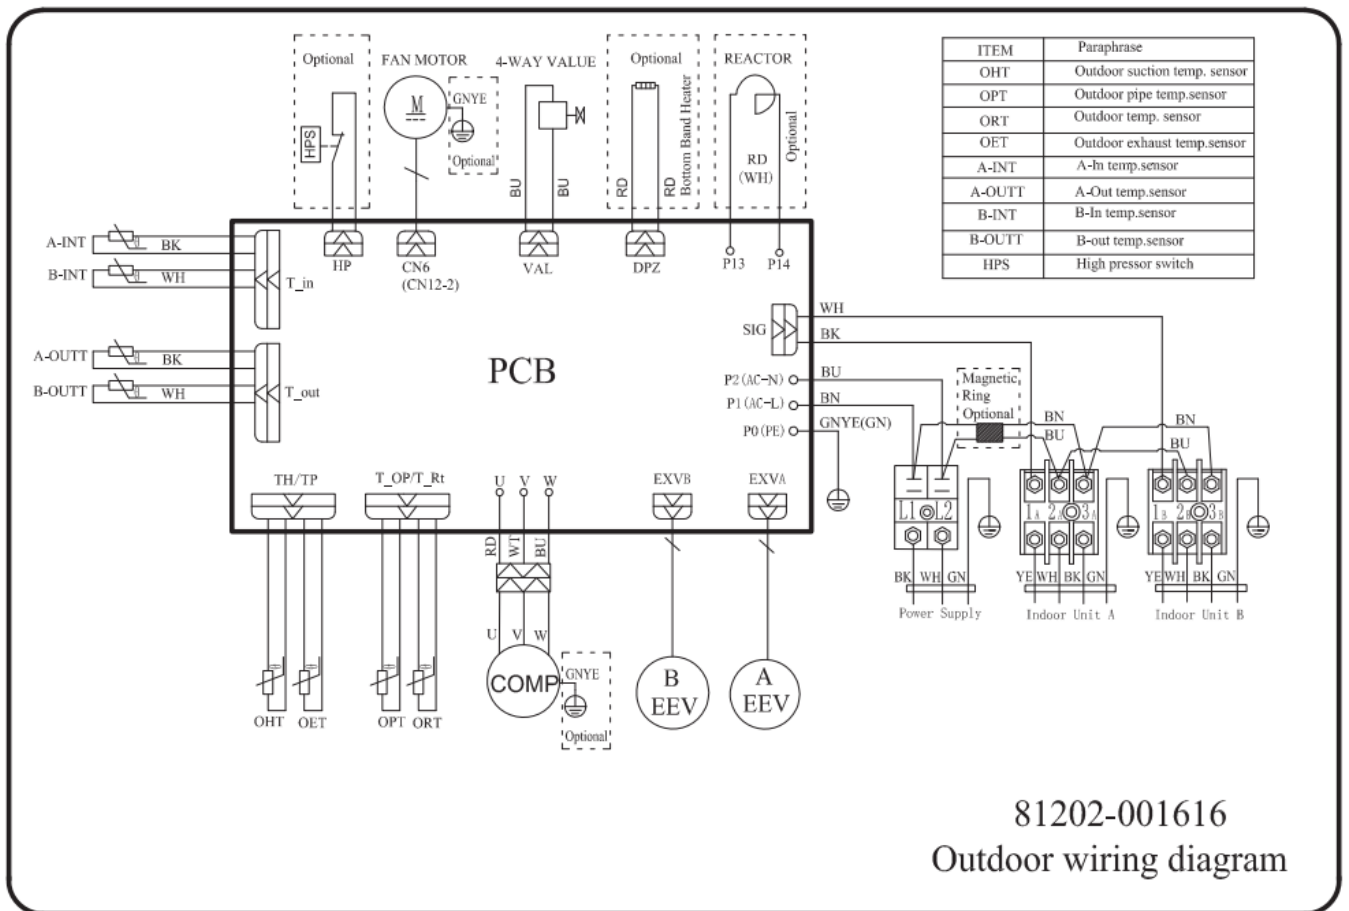 Optional
FAN MOTOR
GNYE
Optional
M
HPS
4-WAY VALUE
BU
BU
Optional
Bottom Band Heater
RD
RD
REACTOR
RD
(WH)
Optional
ITEM Paraphrase
OHT Outdoor suction temp. sensor
OPT Outdoor pipe temp.sensor
ORT Outdoor temp. sensor
OET Outdoor exhaust temp.sensor
A-INT A-In temp.sensor
A-OUTT A-Out temp.sensor
B-INT B-In temp.sensor
B-OUTT B-out temp.sensor
HPS High pressor switch
A-INT BK
B-INT WH
T_in
A-OUTT BK
B-OUTT WH
T_out
HP
CN6
(CN12-2)
VAL
DPZ
P13
P14
PCB
SIG
WH
BK
P2(AC-N) BU
P1(AC-L) BN
P0(PE) GNYE(GN)
Magnetic
Ring
Optional
BN
BU
BN
BU
L1 L2
1A 2A 3A
1B 2B 3B
BK WH GN
Power Supply
YE WH BK GN
Indoor Unit A
YE WH BK GN
Indoor Unit B
TH/TP
T_OP/T_Rt
U V W
EXVB
EXVA
RD
WT
BU
U V W
OHT
OET
OPT
ORT
COMP
GNYE
Optional
B
EEV
A
EEV
81202-001616
Outdoor wiring diagram